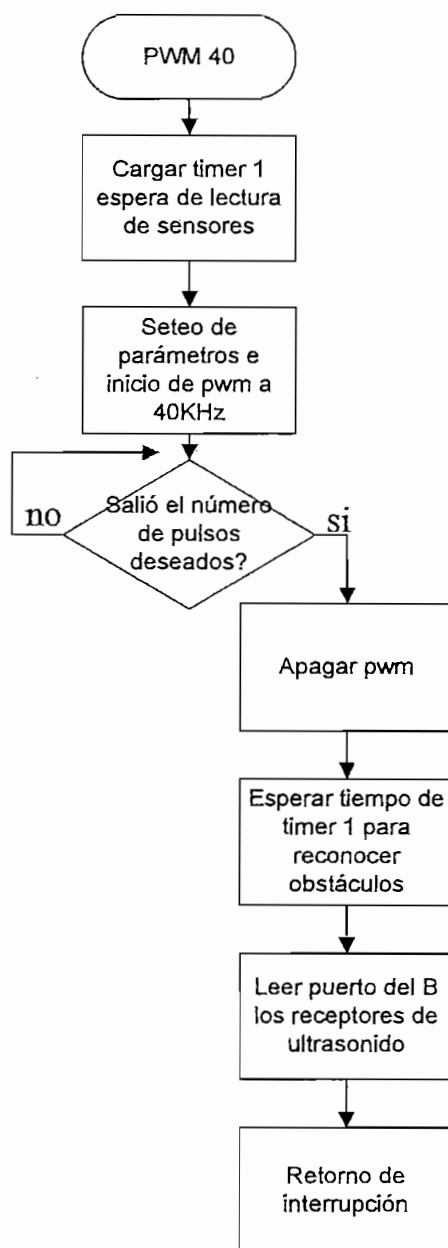 PWM 40
Cargar timer 1
espera de lectura
de sensores
Seteo de
parámetros e
inicio de pwm a
40KHz
no
Salió el número
de pulsos
deseados?
si
Apagar pwm
Esperar tiempo de
timer 1 para
reconocer
obstáculos
Leer puerto del B
los receptores de
ultrasonido
Retorno de
interrupción